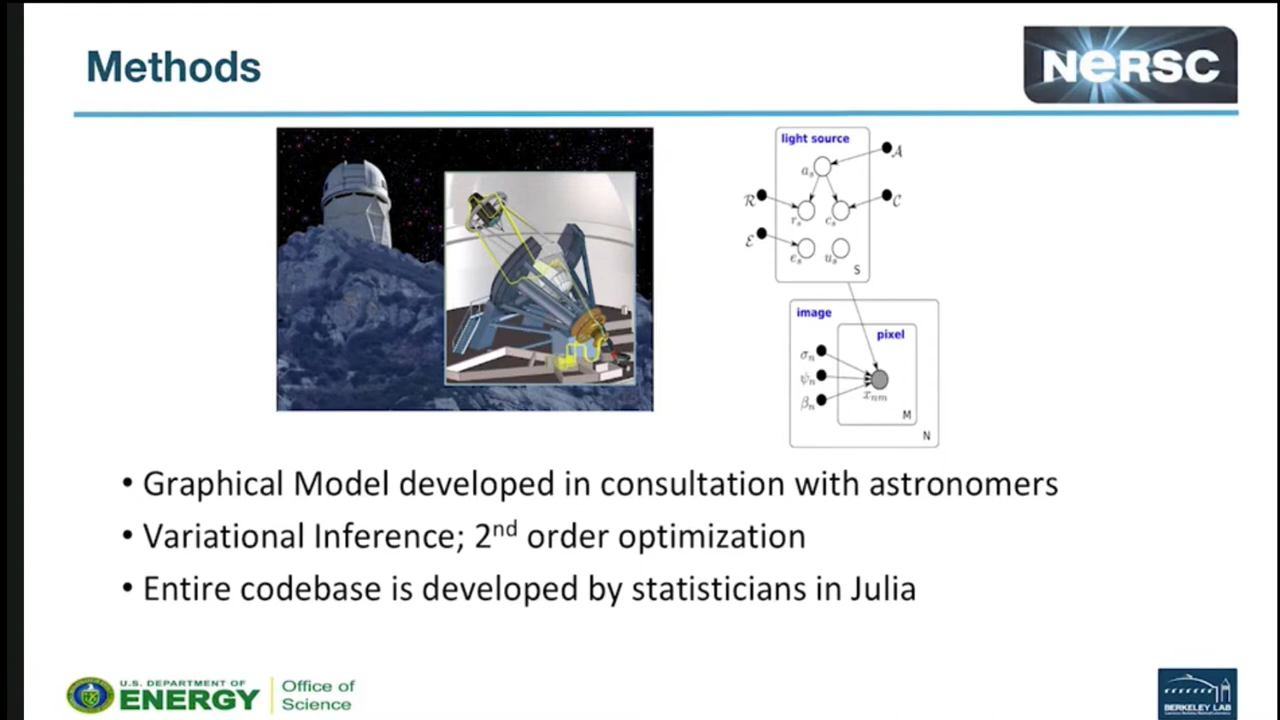 Methods
NERSC
light source
a_s
𝒜
ℛ
r_s
c_s
𝒞
ℰ
e_s
u_s
S
image
pixel
σ_n
ψ_n
β_n
x_nm
M
N
• Graphical Model developed in consultation with astronomers
• Variational Inference; 2nd order optimization
• Entire codebase is developed by statisticians in Julia
U.S. DEPARTMENT OF
ENERGY
Office of
Science
BERKELEY LAB